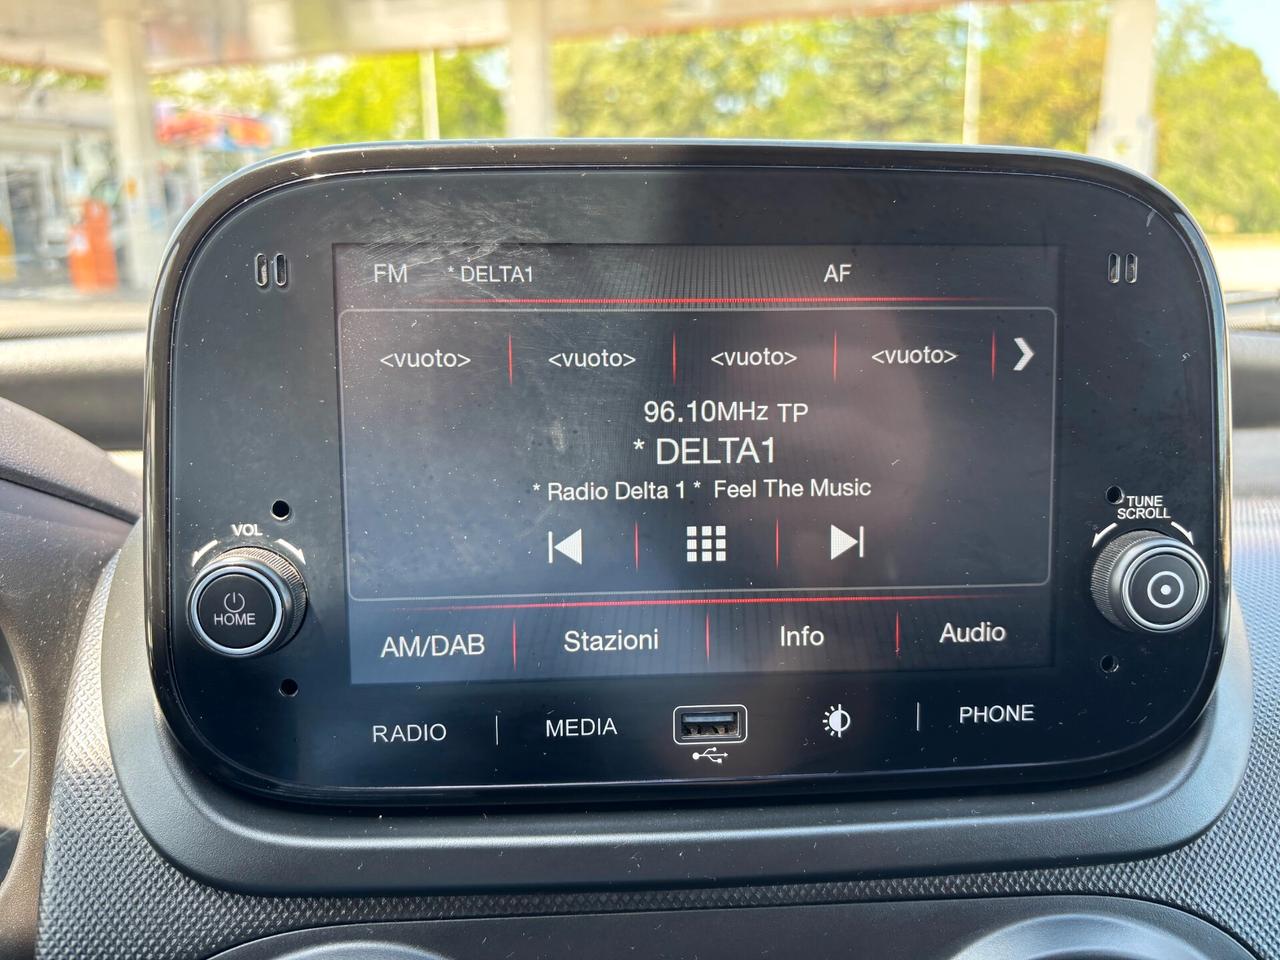 FM * DELTA1 AF
<vuoto> <vuoto> <vuoto> <vuoto>
96.10MHz TP
* DELTA1
* Radio Delta 1 * Feel The Music
VOL
HOME
TUNE
SCROLL
AM/DAB Stazioni Info Audio
RADIO MEDIA PHONE